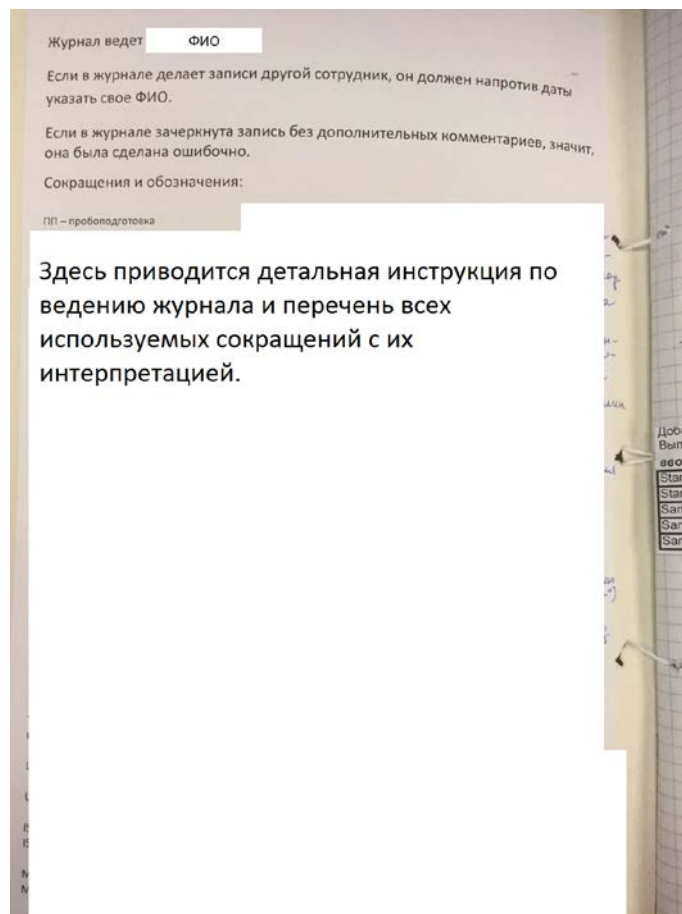 Журнал ведет ФИО
Если в журнале делает записи другой сотрудник, он должен напротив даты
указать свое ФИО.
Если в журнале зачеркнута запись без дополнительных комментариев, значит,
она была сделана ошибочно.
Сокращения и обозначения:
ПП – пробоподготовка
Здесь приводится детальная инструкция по
ведению журнала и перечень всех
используемых сокращений с их
интерпретацией.